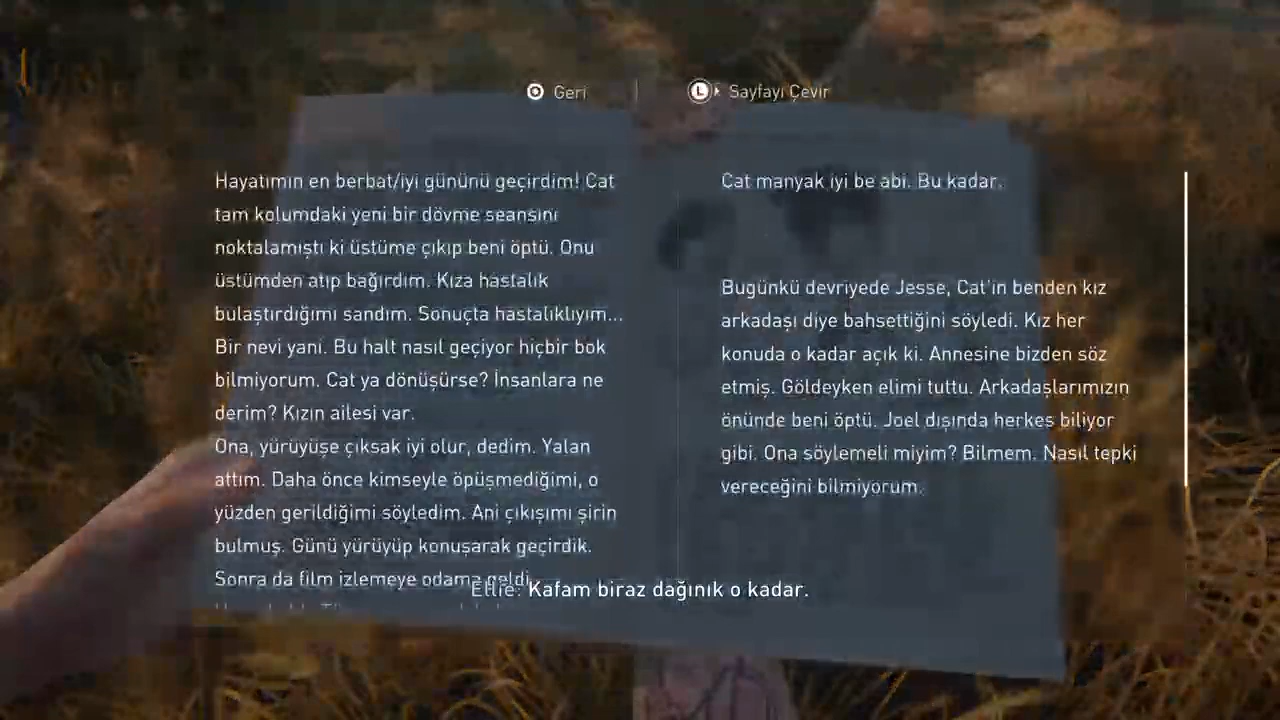 Geri
Sayfayı Çevir
Hayatımın en berbat/iyi gününü geçirdim! Cat
tam kolumdaki yeni bir dövme seansını
noktalamıştı ki üstüme çıkıp beni öptü. Onu
üstümden atıp bağırdım. Kıza hastalık
bulaştırdığımı sandım. Sonuçta hastalıklıyım...
Bir nevi yani. Bu halt nasıl geçiyor hiçbir bok
bilmiyorum. Cat ya dönüşürse? İnsanlara ne
derim? Kızın ailesi var.
Ona, yürüyüşe çıksak iyi olur, dedim. Yalan
attım. Daha önce kimseyle öpüşmediğimi, o
yüzden gerildiğimi söyledim. Ani çıkışımı şirin
bulmuş. Günü yürüyüp konuşarak geçirdik.
Sonra da film izlemeye odama geldi.
Cat manyak iyi be abi. Bu kadar.
Bugünkü devriyede Jesse, Cat'in benden kız
arkadaşı diye bahsettiğini söyledi. Kız her
konuda o kadar açık ki. Annesine bizden söz
etmiş. Göldeyken elimi tuttu. Arkadaşlarımızın
önünde beni öptü. Joel dışında herkes biliyor
gibi. Ona söylemeli miyim? Bilmem. Nasıl tepki
vereceğini bilmiyorum.
Ellie: Kafam biraz dağınık o kadar.